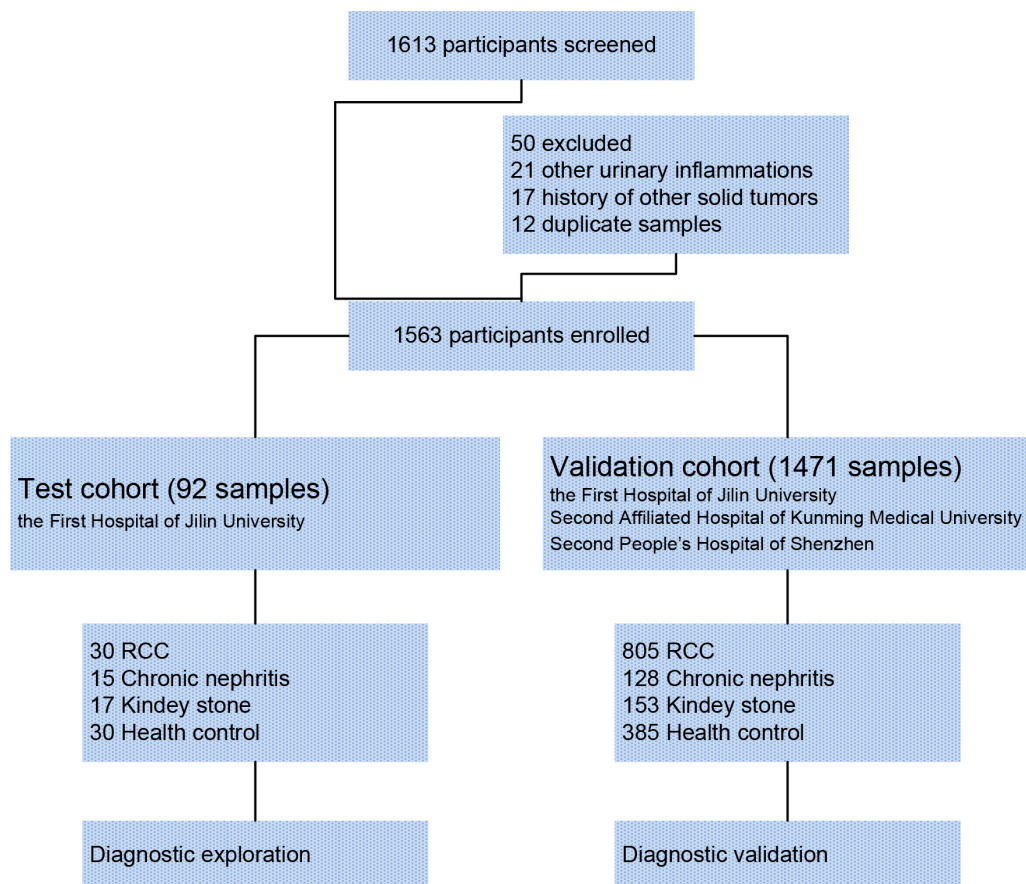 1613 participants screened
50 excluded
21 other urinary inflammations
17 history of other solid tumors
12 duplicate samples
1563 participants enrolled
Test cohort (92 samples)
the First Hospital of Jilin University
Validation cohort (1471 samples)
the First Hospital of Jilin University
Second Affiliated Hospital of Kunming Medical University
Second People's Hospital of Shenzhen
30 RCC
15 Chronic nephritis
17 Kindey stone
30 Health control
805 RCC
128 Chronic nephritis
153 Kindey stone
385 Health control
Diagnostic exploration
Diagnostic validation